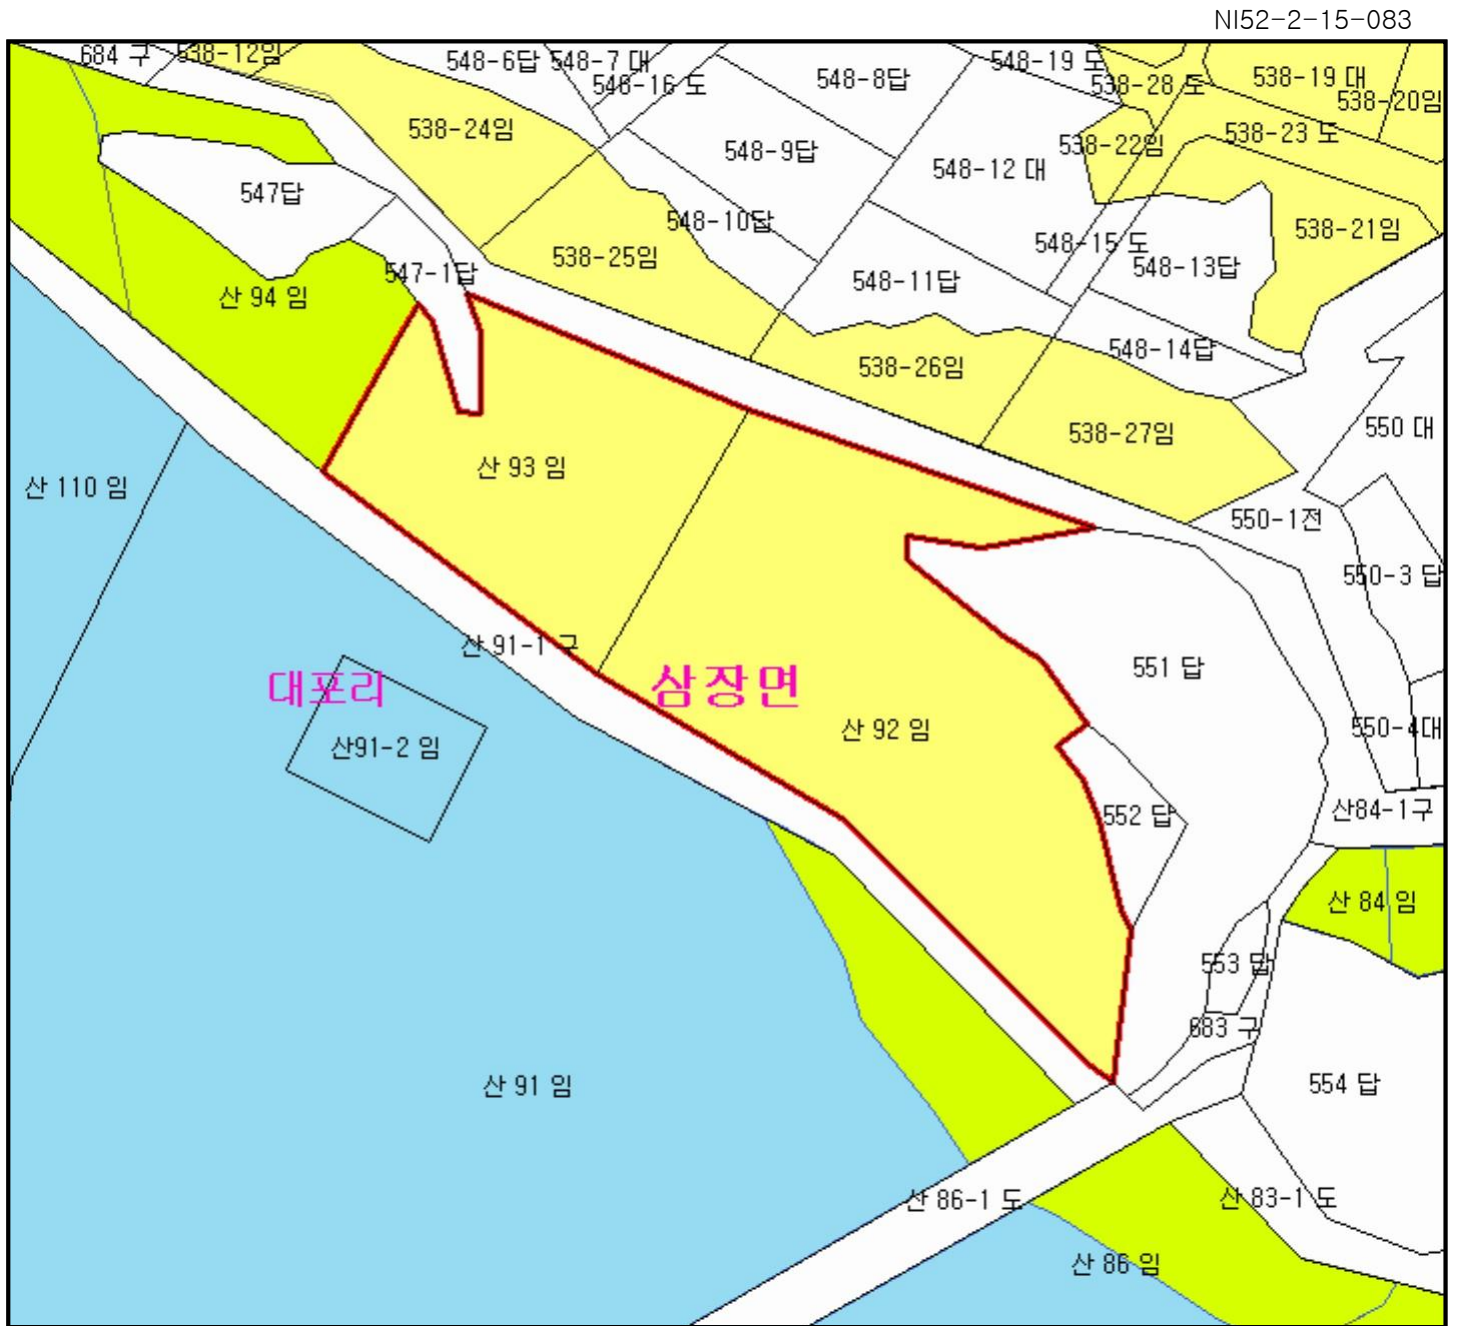 NI52-2-15-083
684 구
538-12임
548-6답
548-7 대
548-16 도
548-8답
548-19 도
538-28 도
538-19 대
538-20임
538-24임
548-9답
538-22임
538-23 도
547답
548-12 대
548-10답
548-15 도
538-21임
538-25임
547-1답
548-11답
548-13답
산 94 임
548-14답
538-26임
538-27임
550 대
산 93 임
산 110 임
550-1전
550-3 답
산 91-1 구
551 답
대포리
삼장면
산 92 임
산91-2 임
550-4대
552 답
산84-1구
산 84 임
553 답
683 구
산 91 임
554 답
산 86-1 도
산 83-1 도
산 86 임